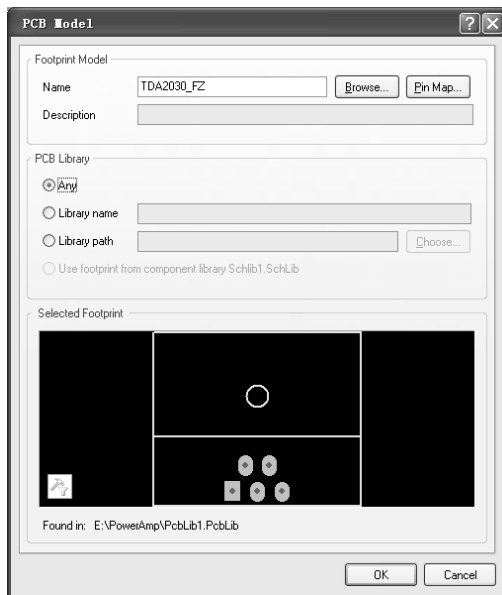 PCB Model
Footprint Model
Name TDA2030_FZ Browse... Pin Map...
Description
PCB Library
Any
Library name
Library path Choose...
Use footprint from component library Schlib1.SchLib
Selected Footprint
Found in: E:\PowerAmp\PcbLib1.PcbLib
OK Cancel